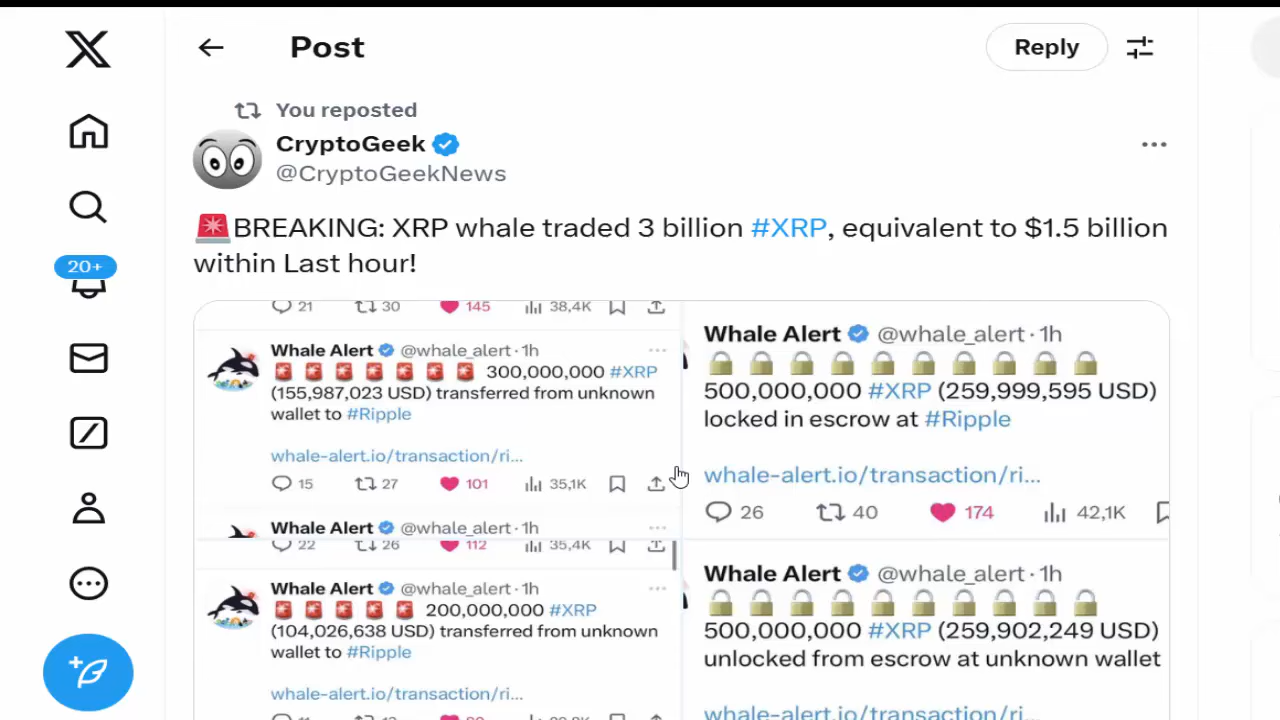 Post
Reply
You reposted
CryptoGeek
@CryptoGeekNews
20+
🚨BREAKING: XRP whale traded 3 billion #XRP, equivalent to $1.5 billion
within Last hour!
21 30 145 38,4K
Whale Alert @whale_alert · 1h
🚨🚨🚨🚨🚨🚨🚨 300,000,000 #XRP
(155,987,023 USD) transferred from unknown
wallet to #Ripple
whale-alert.io/transaction/ri...
15 27 101 35,1K
Whale Alert @whale_alert · 1h
22 26 112 35,4K
Whale Alert @whale_alert · 1h
🚨🚨🚨🚨🚨 200,000,000 #XRP
(104,026,638 USD) transferred from unknown
wallet to #Ripple
whale-alert.io/transaction/ri...
Whale Alert @whale_alert · 1h
🔒🔒🔒🔒🔒🔒🔒🔒🔒🔒
500,000,000 #XRP (259,999,595 USD)
locked in escrow at #Ripple
whale-alert.io/transaction/ri...
26 40 174 42,1K
Whale Alert @whale_alert · 1h
🔓🔓🔓🔓🔓🔓🔓🔓🔓🔓
500,000,000 #XRP (259,902,249 USD)
unlocked from escrow at unknown wallet
whale-alert.io/transaction/ri...